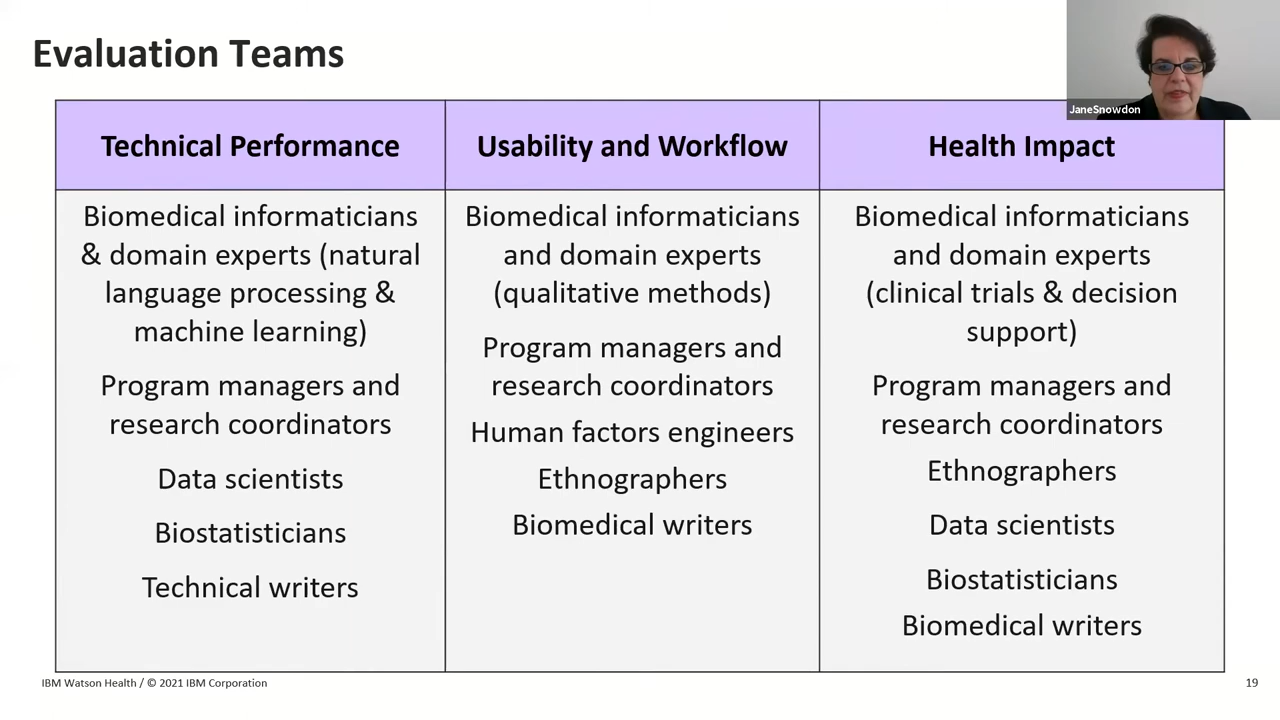 Evaluation Teams
JaneSnowdon
Technical Performance
Usability and Workflow
Health Impact
Biomedical informaticians
& domain experts (natural
language processing &
machine learning)
Program managers and
research coordinators
Data scientists
Biostatisticians
Technical writers
Biomedical informaticians
and domain experts
(qualitative methods)
Program managers and
research coordinators
Human factors engineers
Ethnographers
Biomedical writers
Biomedical informaticians
and domain experts
(clinical trials & decision
support)
Program managers and
research coordinators
Ethnographers
Data scientists
Biostatisticians
Biomedical writers
IBM Watson Health / © 2021 IBM Corporation
19